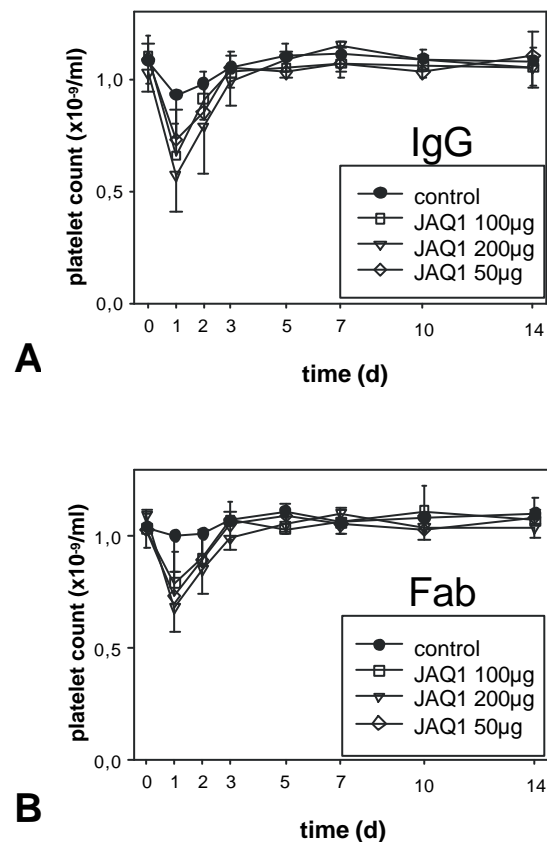 platelet count (x10-9/ml)
1,0
0,5
0,0
IgG
control
JAQ1 100µg
JAQ1 200µg
JAQ1 50µg
0 1 2 3 5 7 10 14
time (d)
A
platelet count (x10-9/ml)
1,0
0,5
0,0
Fab
control
JAQ1 100µg
JAQ1 200µg
JAQ1 50µg
0 1 2 3 5 7 10 14
time (d)
B